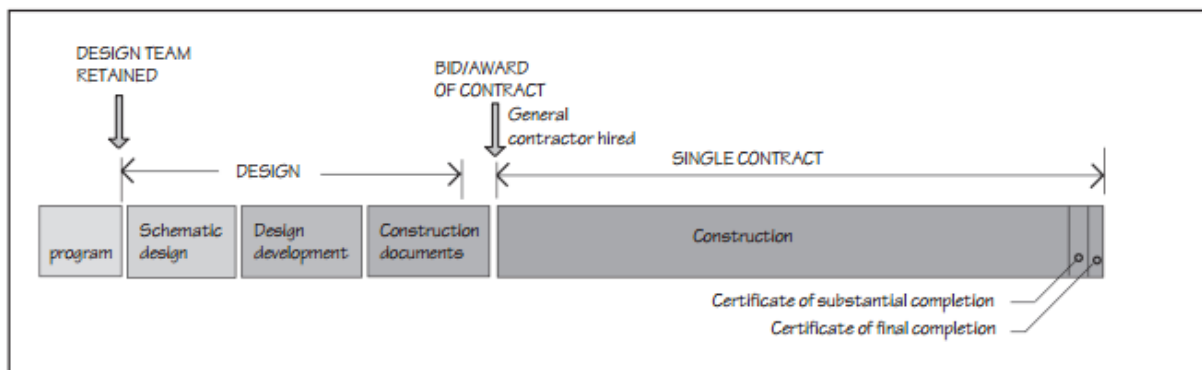 DESIGN TEAM
RETAINED
BID/AWARD
OF CONTRACT
General
contractor hired
DESIGN
SINGLE CONTRACT
program
Schematic
design
Design
development
Construction
documents
Construction
Certificate of substantial completion
Certificate of final completion